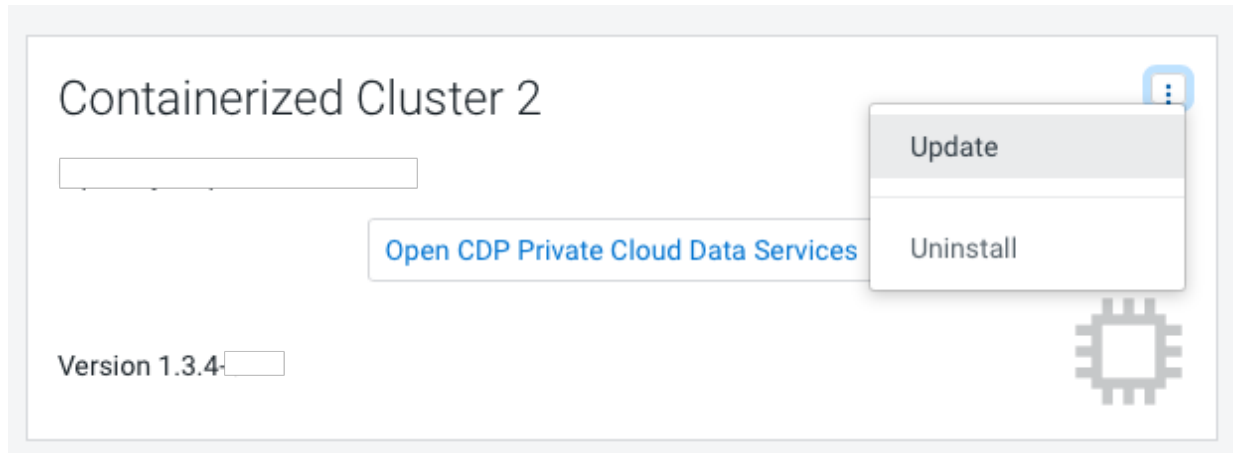 Containerized Cluster 2
Update
Open CDP Private Cloud Data Services
Uninstall
Version 1.3.4-